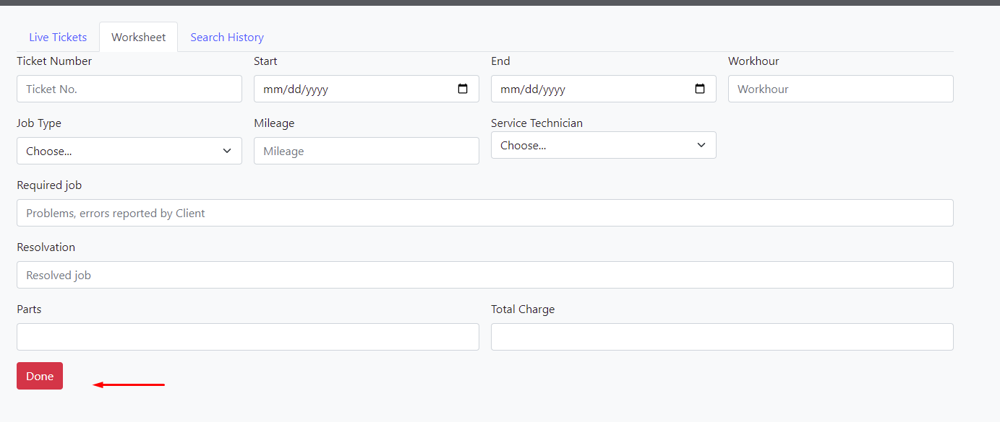 Live Tickets Worksheet Search History
Ticket Number Start End Workhour
Ticket No. mm/dd/yyyy mm/dd/yyyy Workhour
Job Type Mileage Service Technician
Choose... Mileage Choose...
Required job
Problems, errors reported by Client
Resolvation
Resolved job
Parts Total Charge
Done